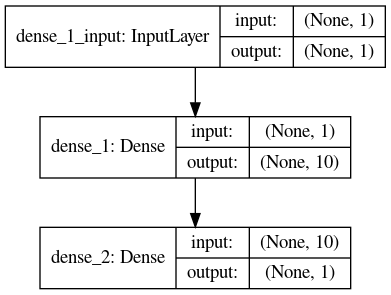 dense_1_input: InputLayer
input: (None, 1)
output: (None, 1)
dense_1: Dense
input: (None, 1)
output: (None, 10)
dense_2: Dense
input: (None, 10)
output: (None, 1)